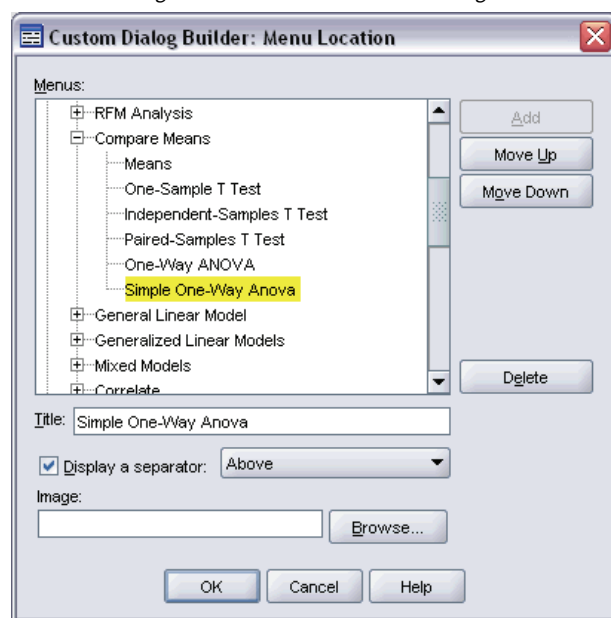 Custom Dialog Builder: Menu Location
Menus:
RFM Analysis
Compare Means
Means
One-Sample T Test
Independent-Samples T Test
Paired-Samples T Test
One-Way ANOVA
Simple One-Way Anova
General Linear Model
Generalized Linear Models
Mixed Models
Correlate
Add
Move Up
Move Down
Delete
Title: Simple One-Way Anova
Display a separator: Above
Image:
Browse...
OK Cancel Help